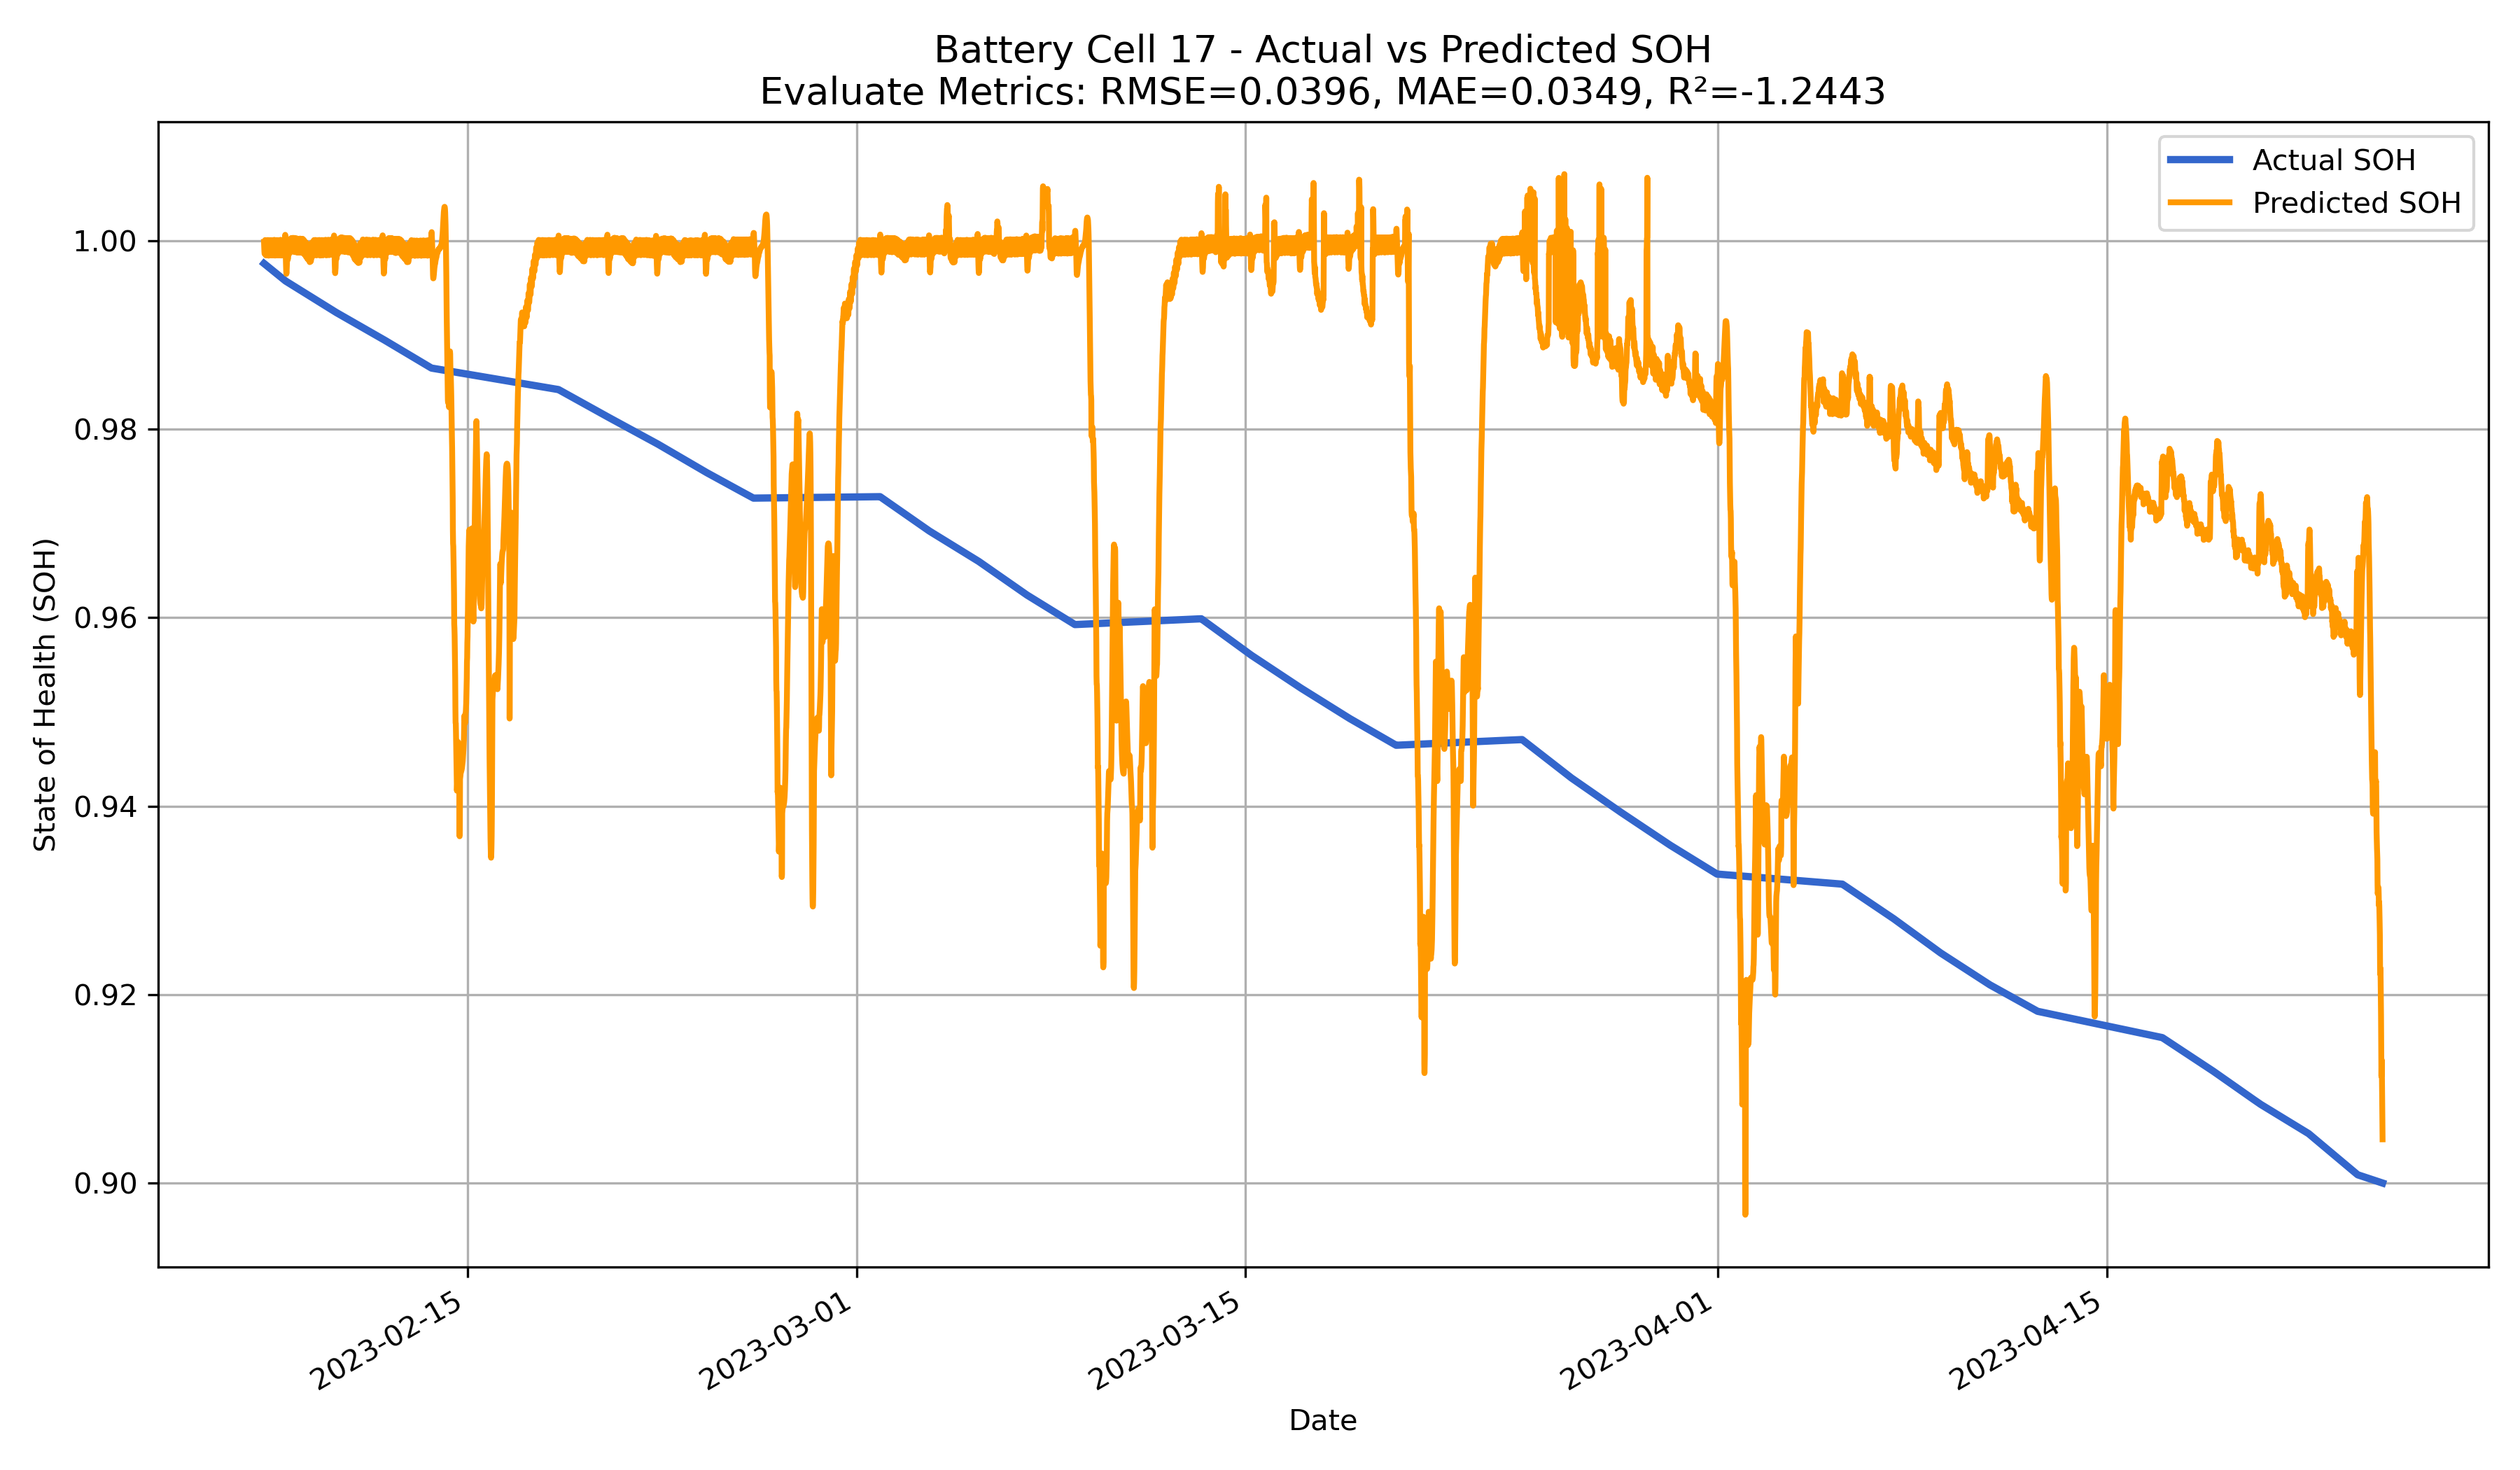 Battery Cell 17 - Actual vs Predicted SOH
Evaluate Metrics: RMSE=0.0396, MAE=0.0349, R²=-1.2443
Actual SOH
Predicted SOH
1.00
0.98
0.96
0.94
0.92
0.90
State of Health (SOH)
2023-02-15
2023-03-01
2023-03-15
2023-04-01
2023-04-15
Date